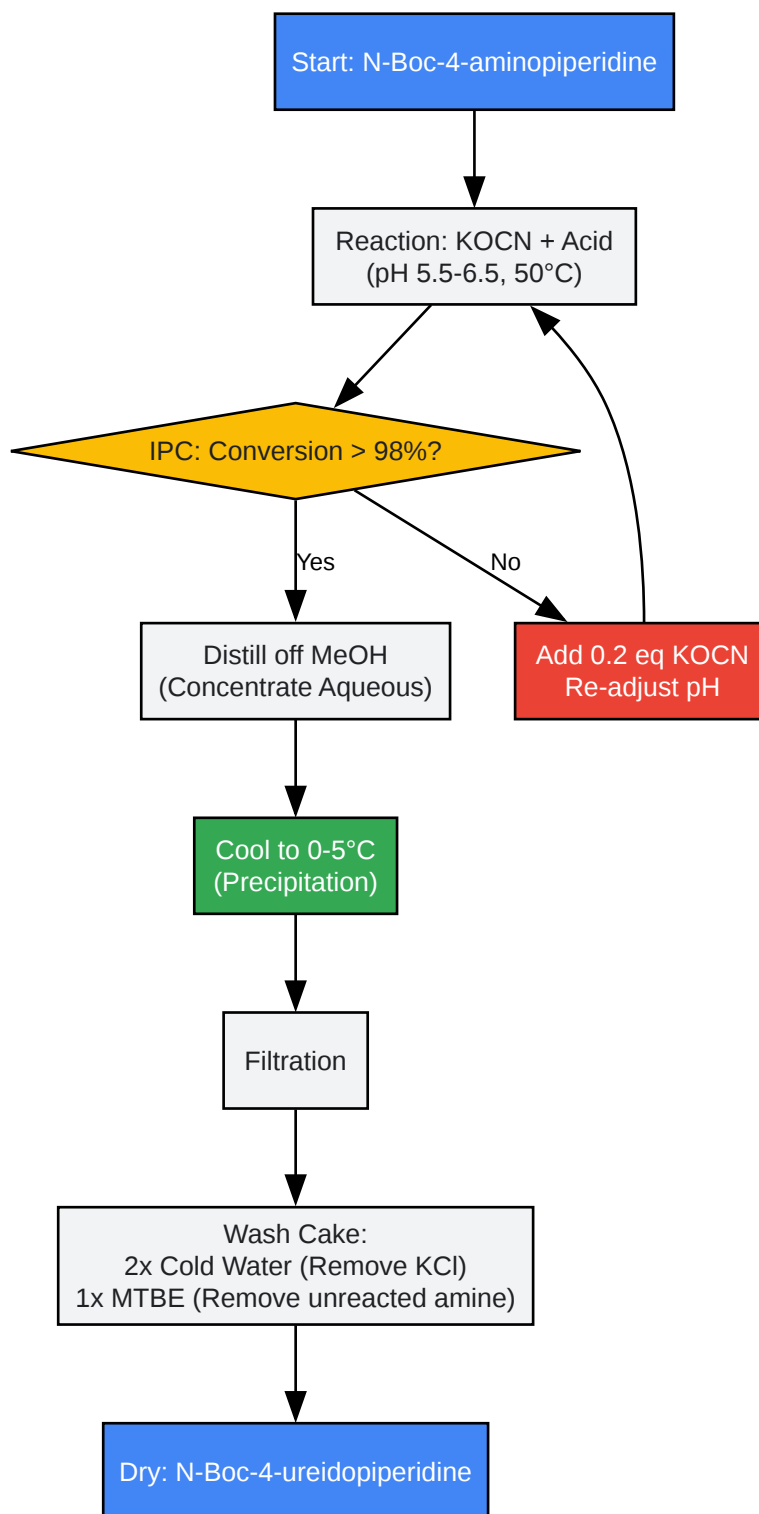 Start: N-Boc-4-aminopiperidine
Reaction: KOCN + Acid
(pH 5.5-6.5, 50°C)
IPC: Conversion > 98%?
Yes
No
Distill off MeOH
(Concentrate Aqueous)
Add 0.2 eq KOCN
Re-adjust pH
Cool to 0-5°C
(Precipitation)
Filtration
Wash Cake:
2x Cold Water (Remove KCl)
1x MTBE (Remove unreacted amine)
Dry: N-Boc-4-ureidopiperidine